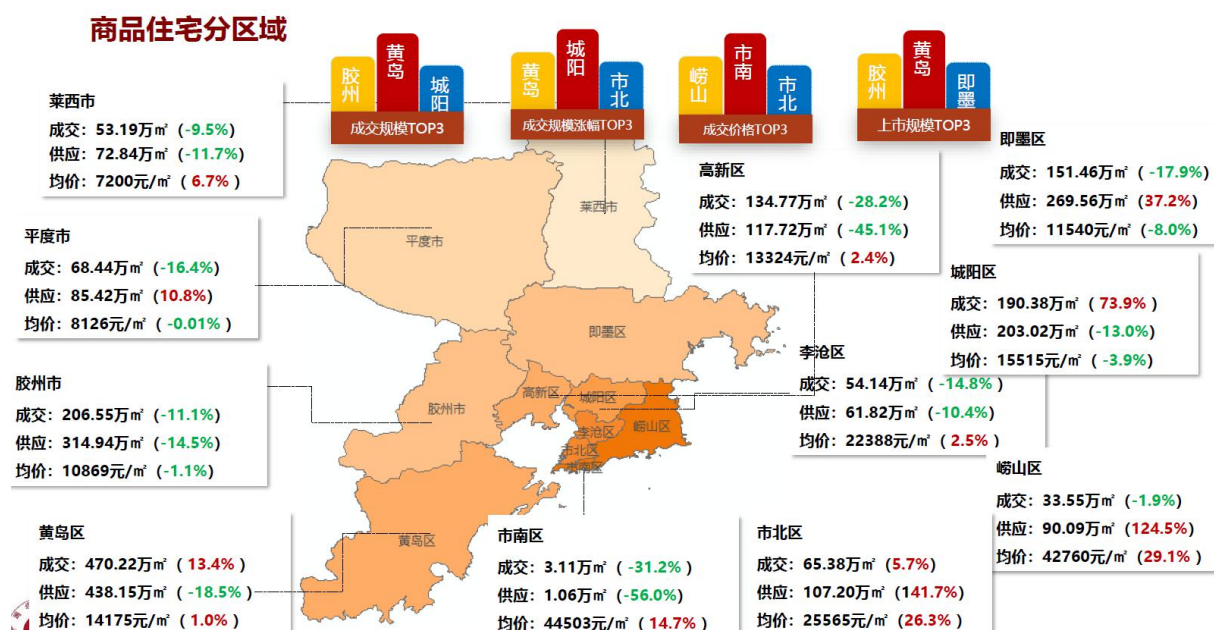 商品住宅分区域
胶州
黄岛
城阳
成交规模TOP3
黄岛
城阳
市北
成交规模涨幅TOP3
崂山
市南
市北
成交价格TOP3
胶州
黄岛
即墨
上市规模TOP3
莱西市
成交：53.19万㎡（-9.5%）
供应：72.84万㎡（-11.7%）
均价：7200元/㎡（ 6.7% ）
平度市
成交：68.44万㎡（-16.4%）
供应：85.42万㎡（10.8%）
均价：8126元/㎡（ -0.01% ）
胶州市
成交：206.55万㎡（-11.1%）
供应：314.94万㎡（-14.5%）
均价：10869元/㎡（-1.1%）
黄岛区
成交：470.22万㎡（ 13.4% ）
供应：438.15万㎡（ -18.5% ）
均价：14175元/㎡（ 1.0% ）
高新区
成交：134.77万㎡（ -28.2%）
供应：117.72万㎡（ -45.1%）
均价：13324元/㎡（ 2.4%）
即墨区
成交：151.46万㎡（ -17.9%）
供应：269.56万㎡（ 37.2%）
均价：11540元/㎡（ -8.0%）
城阳区
成交：190.38万㎡（ 73.9% ）
供应：203.02万㎡（ -13.0%）
均价：15515元/㎡（ -3.9%）
李沧区
成交：54.14万㎡（ -14.8%）
供应：61.82万㎡（ -10.4%）
均价：22388元/㎡（ 2.5%）
崂山区
成交：33.55万㎡（-1.9%）
供应：90.09万㎡（124.5%）
均价：42760元/㎡（29.1% ）
市南区
成交：3.11万㎡（ -31.2% ）
供应：1.06万㎡（ -56.0%）
均价：44503元/㎡（ 14.7%）
市北区
成交：65.38万㎡（5.7%）
供应：107.20万㎡（141.7%）
均价：25565元/㎡（26.3% ）
莱西市
平度市
即墨区
胶州市
高新区
城阳区
李沧区
崂山区
市北区
市南区
黄岛区